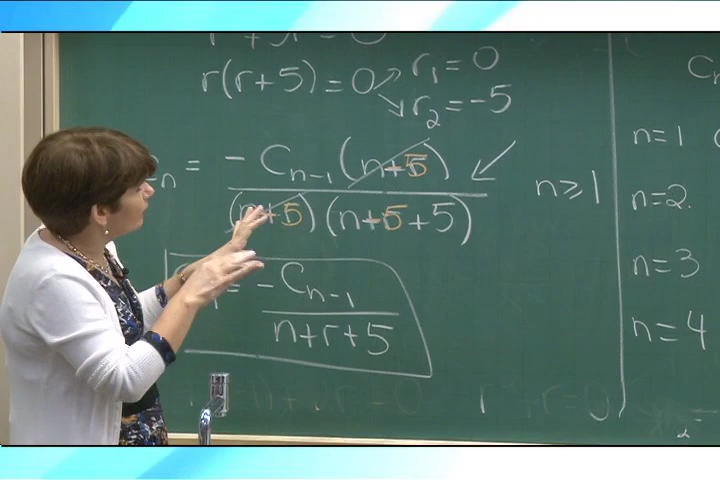 r(r+5) = 0
r₁ = 0
r₂ = -5
n = - Cₙ₋₁ (n+5) / (n+5)(n-5+5)
n ≥ 1
= - Cₙ₋₁ / n+r+5
C
n=1
n=2
n=3
n=4